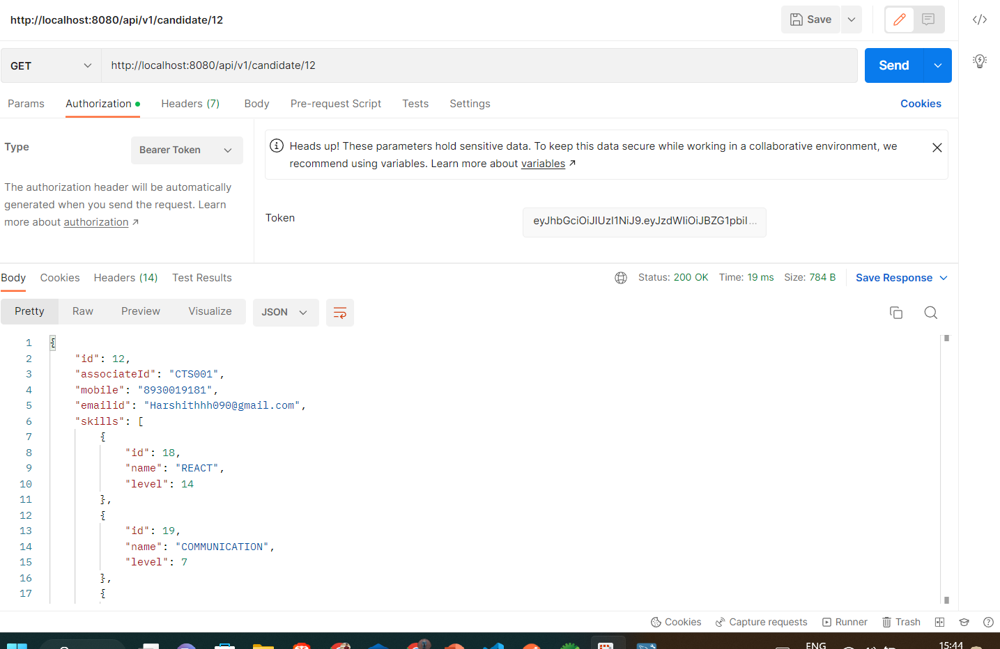 http://localhost:8080/api/v1/candidate/12
Save
GET
http://localhost:8080/api/v1/candidate/12
Send
Params
Authorization
Headers (7)
Body
Pre-request Script
Tests
Settings
Cookies
Type
Bearer Token
The authorization header will be automatically
generated when you send the request. Learn
more about authorization ↗
Heads up! These parameters hold sensitive data. To keep this data secure while working in a collaborative environment, we
recommend using variables. Learn more about variables ↗
Token
eyJhbGciOiJIUzI1NiJ9.eyJzdWIiOiJBZG1pbiI...
Body
Cookies
Headers (14)
Test Results
Status: 200 OK
Time: 19 ms
Size: 784 B
Save Response
Pretty
Raw
Preview
Visualize
JSON
1 {
2 "id": 12,
3 "associateId": "CTS001",
4 "mobile": "8930019181",
5 "emailid": "Harshithhh090@gmail.com",
6 "skills": [
7 {
8 "id": 18,
9 "name": "REACT",
10 "level": 14
11 },
12 {
13 "id": 19,
14 "name": "COMMUNICATION",
15 "level": 7
16 },
17 {
Cookies
Capture requests
Runner
Trash
ENG
15:44